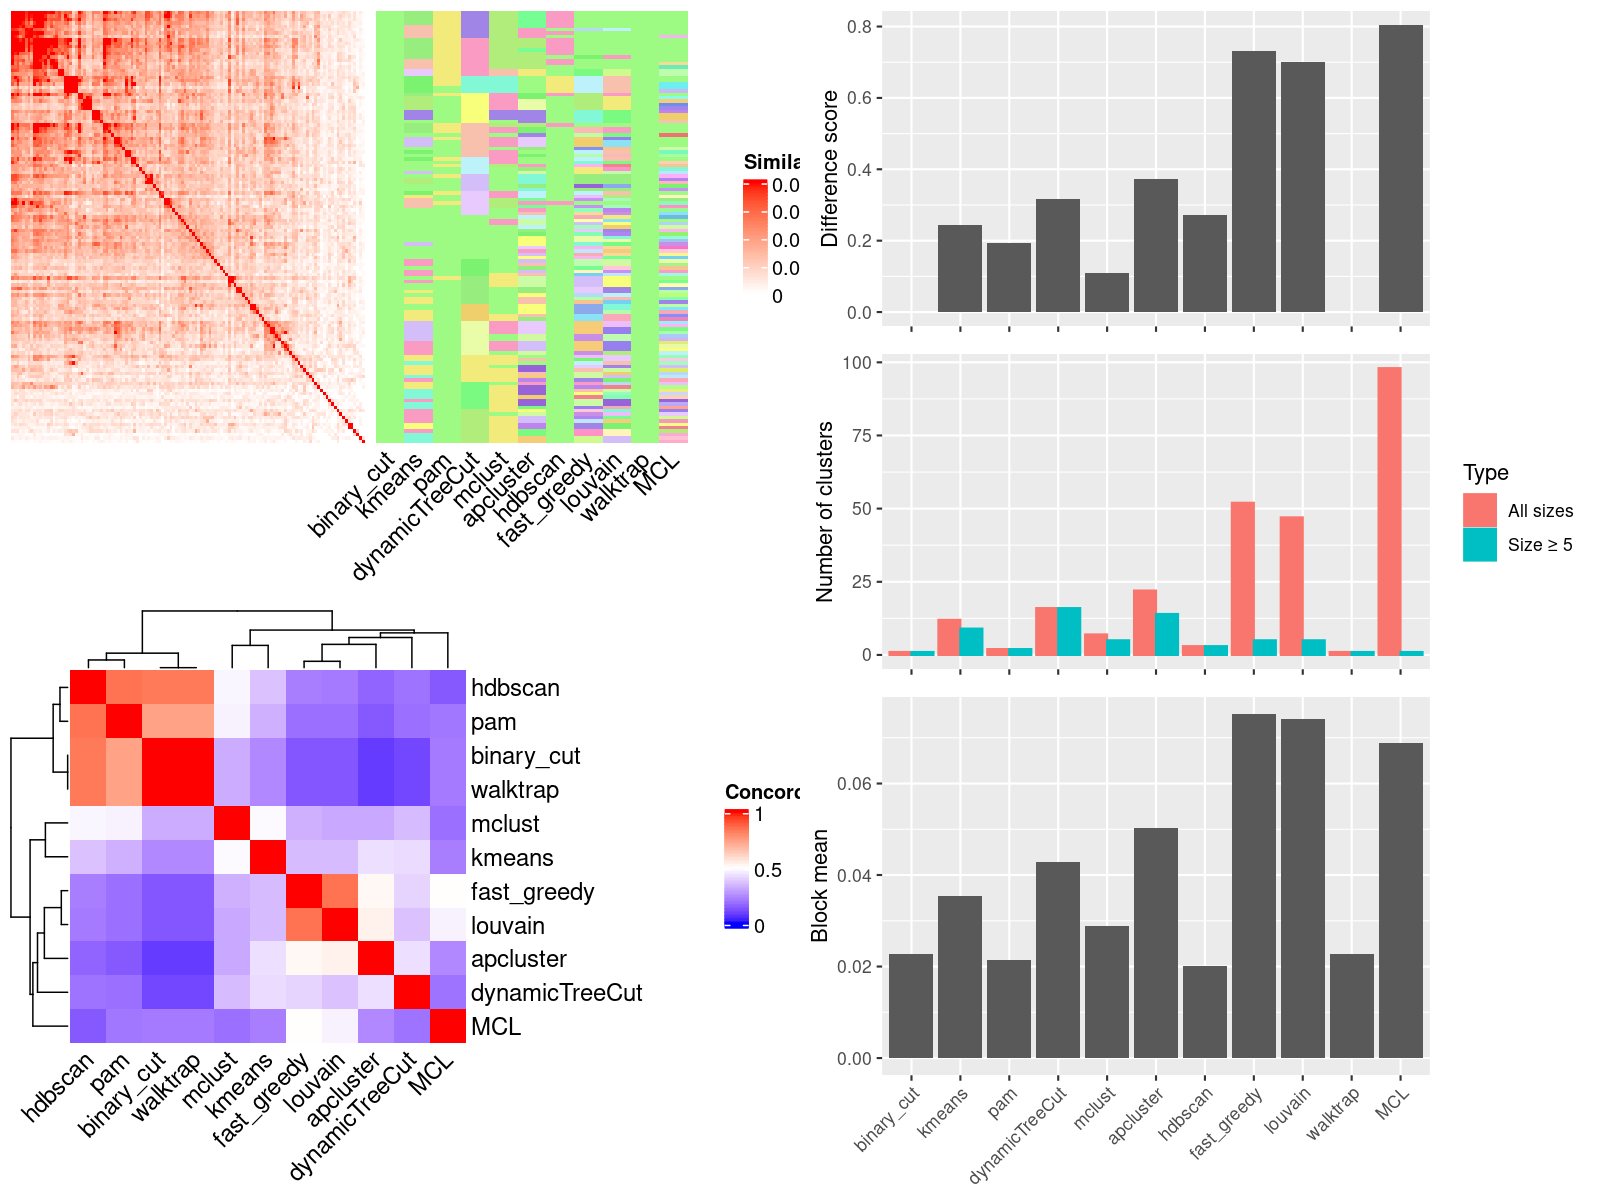 Simila
0.0
0.0
0.0
0.0
0
binary_cut
kmeans
pam
dynamicTreeCut
mclust
apcluster
hdbscan
fast_greedy
louvain
walktrap
MCL
hdbscan
pam
binary_cut
walktrap
mclust
kmeans
fast_greedy
louvain
apcluster
dynamicTreeCut
MCL
hdbscan
pam
binary_cut
walktrap
mclust
kmeans
fast_greedy
louvain
apcluster
dynamicTreeCut
MCL
Concord
1
0.5
0
Difference score
0.8
0.6
0.4
0.2
0.0
Number of clusters
100
75
50
25
0
Type
All sizes
Size ≥ 5
Block mean
0.06
0.04
0.02
0.00
binary_cut
kmeans
pam
dynamicTreeCut
mclust
apcluster
hdbscan
fast_greedy
louvain
walktrap
MCL